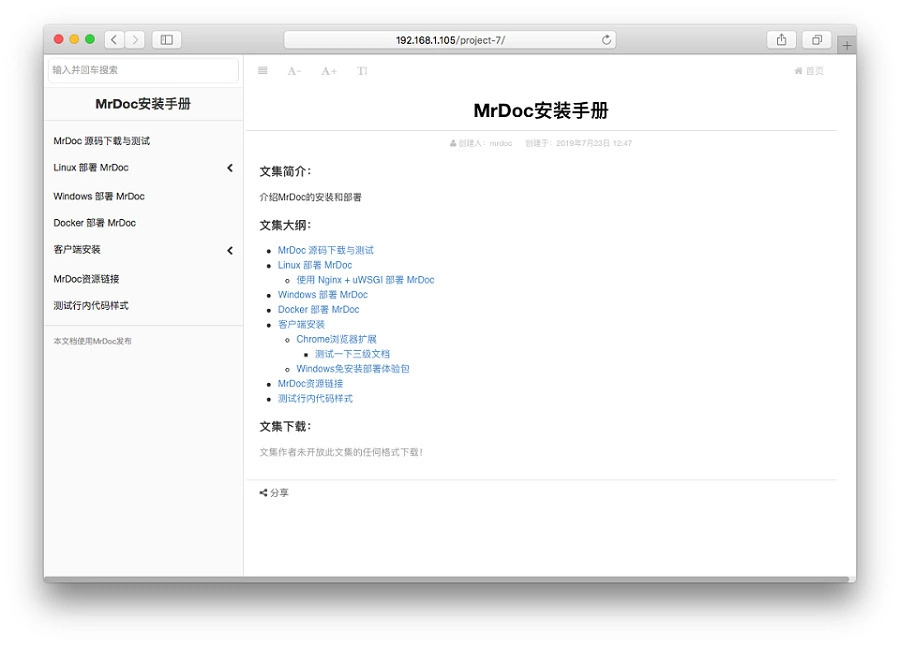 192.168.1.105/project-7/
输入并回车搜索
MrDoc安装手册
MrDoc 源码下载与测试
Linux 部署 MrDoc
Windows 部署 MrDoc
Docker 部署 MrDoc
客户端安装
MrDoc资源链接
测试行内代码样式
本文档使用MrDoc发布
A- A+ TI 首页
MrDoc安装手册
创建人：mrdoc 创建于：2019年7月23日 12:47
文集简介：
介绍MrDoc的安装和部署
文集大纲：
MrDoc 源码下载与测试
Linux 部署 MrDoc
使用 Nginx + uWSGI 部署 MrDoc
Windows 部署 MrDoc
Docker 部署 MrDoc
客户端安装
Chrome浏览器扩展
测试一下三级文档
Windows免安装部署体验包
MrDoc资源链接
测试行内代码样式
文集下载：
文集作者未开放此文集的任何格式下载！
分享